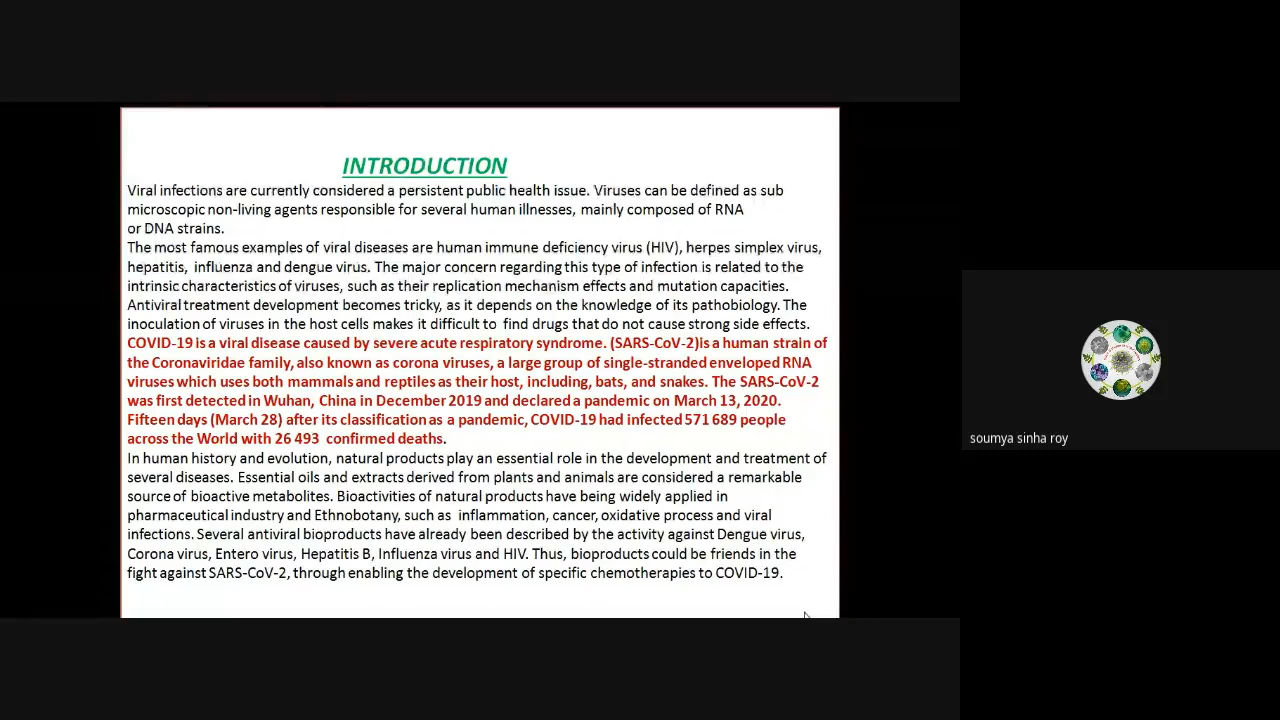 INTRODUCTION
Viral infections are currently considered a persistent public health issue. Viruses can be defined as sub
microscopic non-living agents responsible for several human illnesses, mainly composed of RNA
or DNA strains.
The most famous examples of viral diseases are human immune deficiency virus (HIV), herpes simplex virus,
hepatitis, influenza and dengue virus. The major concern regarding this type of infection is related to the
intrinsic characteristics of viruses, such as their replication mechanism effects and mutation capacities.
Antiviral treatment development becomes tricky, as it depends on the knowledge of its pathobiology. The
inoculation of viruses in the host cells makes it difficult to find drugs that do not cause strong side effects.
COVID-19 is a viral disease caused by severe acute respiratory syndrome. (SARS-CoV-2)is a human strain of
the Coronaviridae family, also known as corona viruses, a large group of single-stranded enveloped RNA
viruses which uses both mammals and reptiles as their host, including, bats, and snakes. The SARS-CoV-2
was first detected in Wuhan, China in December 2019 and declared a pandemic on March 13, 2020.
Fifteen days (March 28) after its classification as a pandemic, COVID-19 had infected 571 689 people
across the World with 26 493 confirmed deaths.
In human history and evolution, natural products play an essential role in the development and treatment of
several diseases. Essential oils and extracts derived from plants and animals are considered a remarkable
source of bioactive metabolites. Bioactivities of natural products have being widely applied in
pharmaceutical industry and Ethnobotany, such as inflammation, cancer, oxidative process and viral
infections. Several antiviral bioproducts have already been described by the activity against Dengue virus,
Corona virus, Entero virus, Hepatitis B, Influenza virus and HIV. Thus, bioproducts could be friends in the
fight against SARS-CoV-2, through enabling the development of specific chemotherapies to COVID-19.
soumya sinha roy